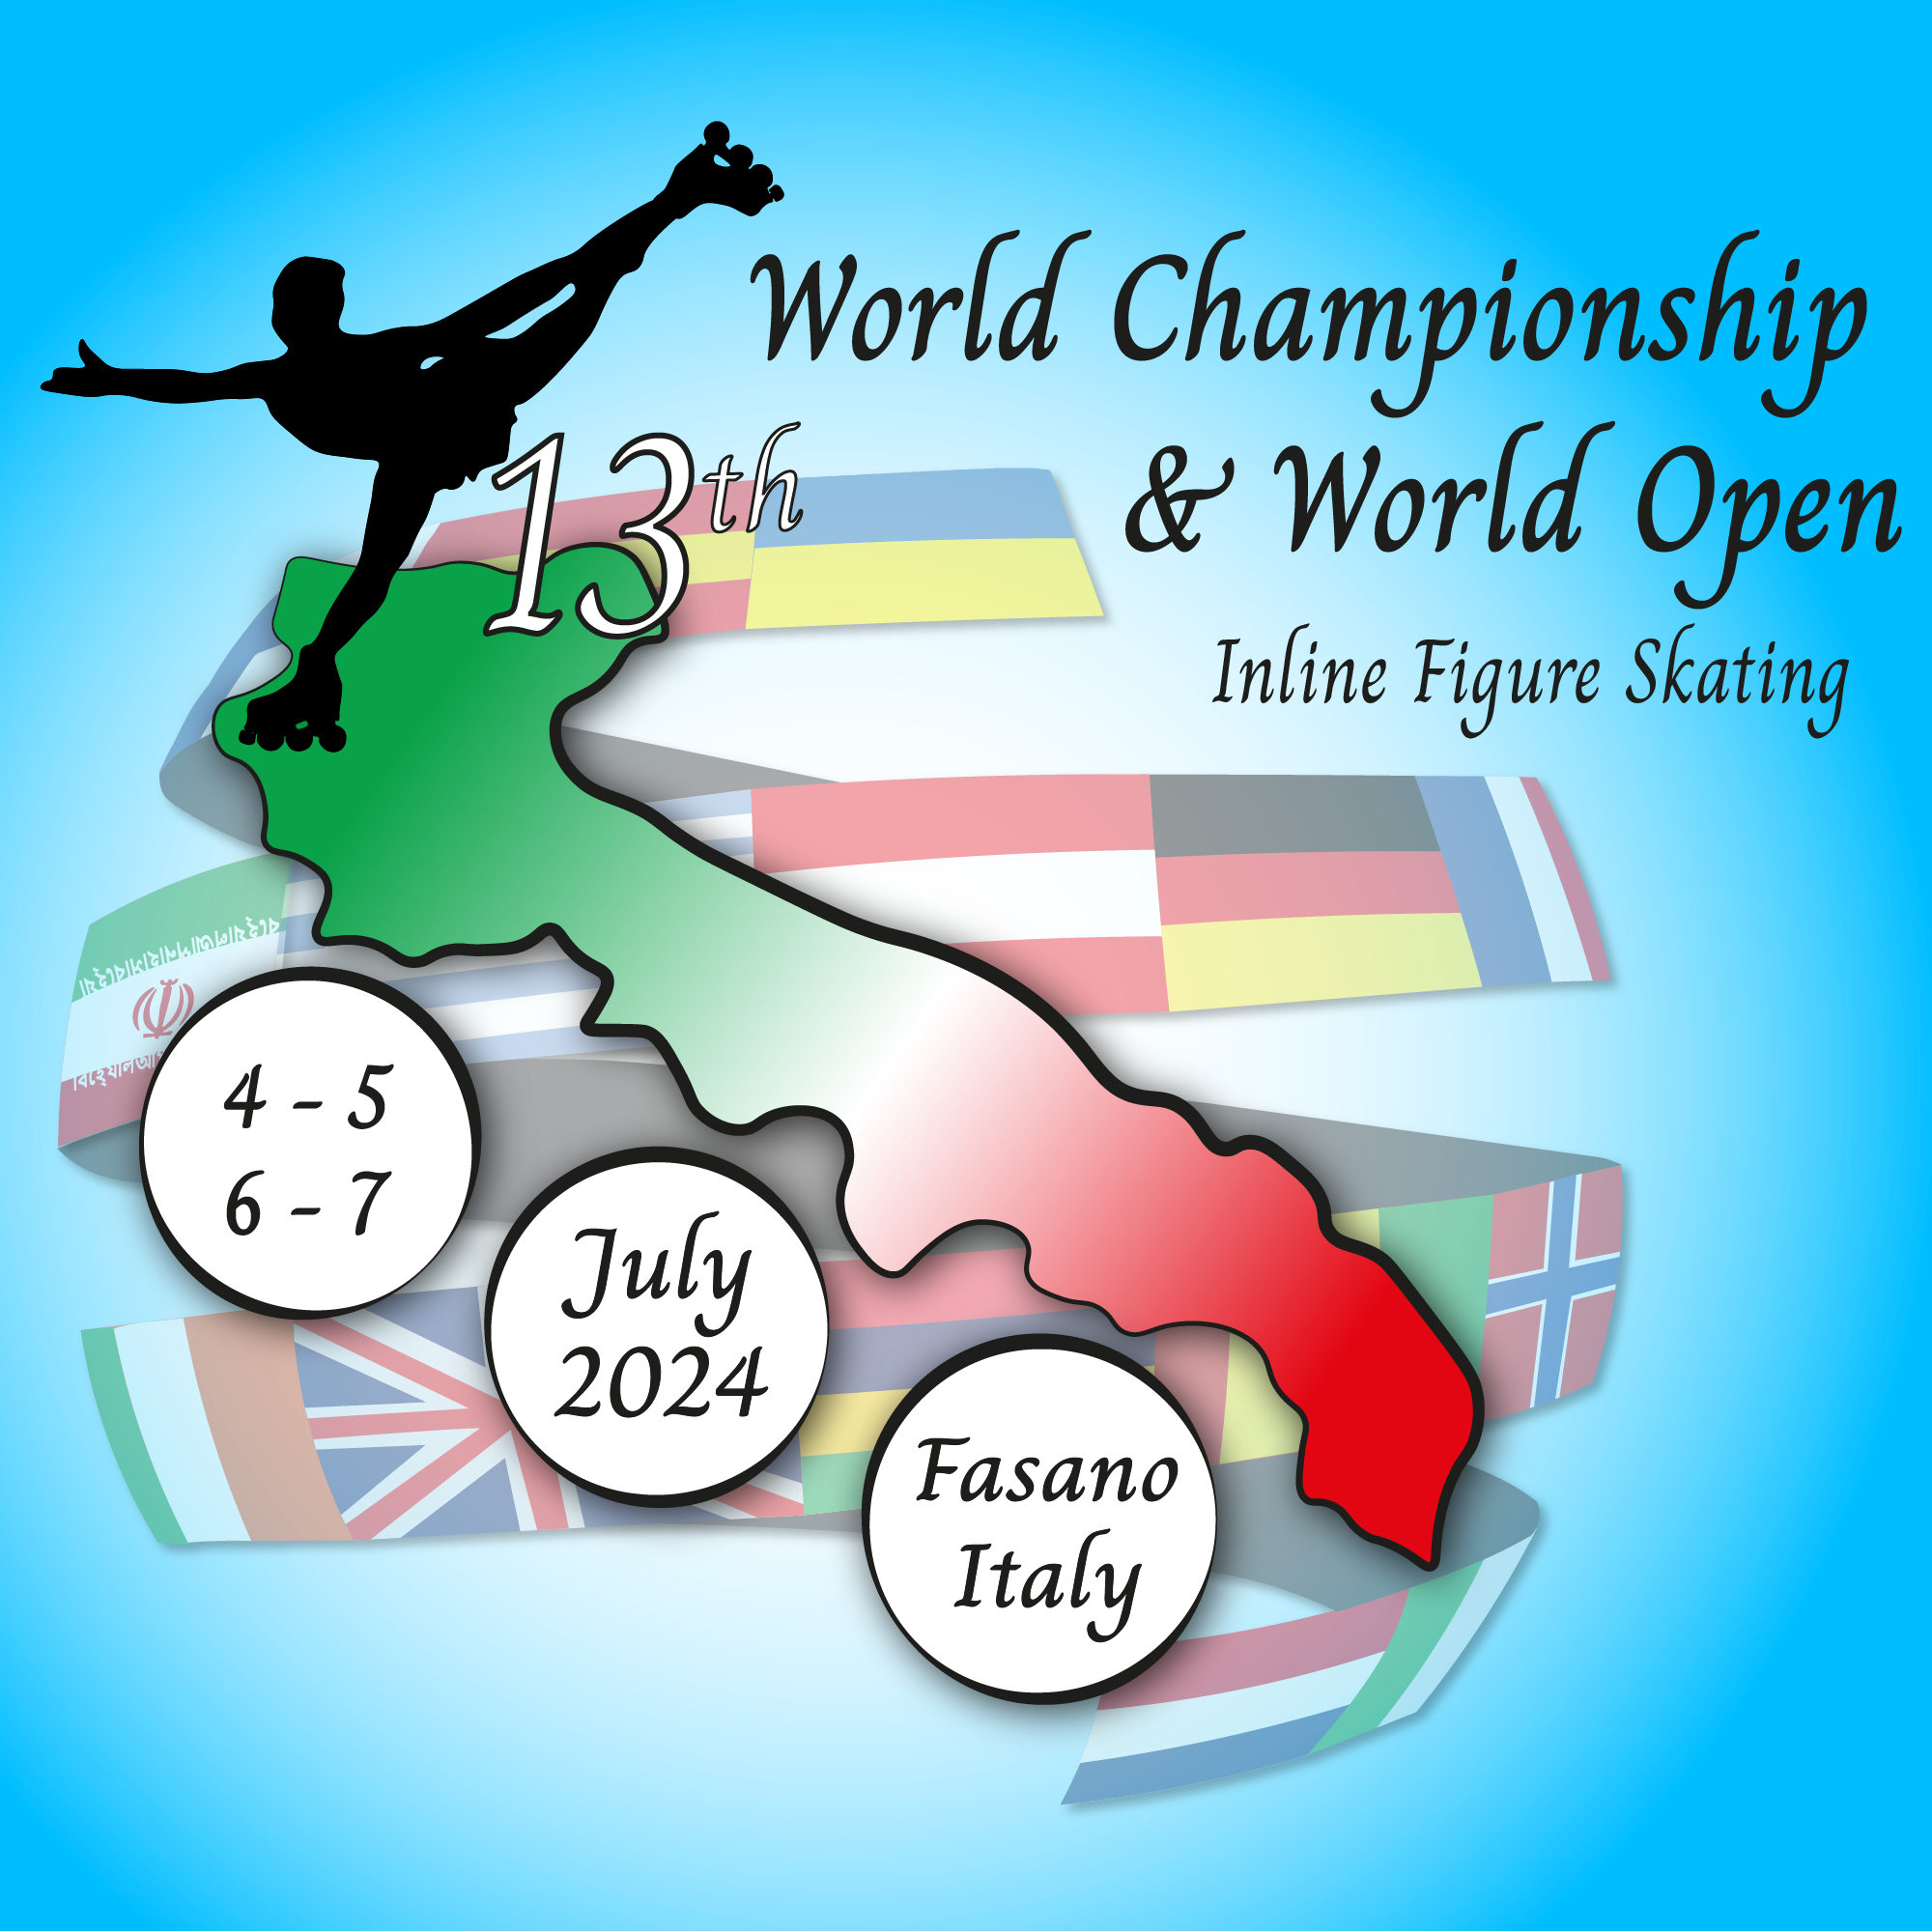 World Championship
13th
& World Open
Inline Figure Skating
4 - 5
6 - 7
July
2024
Fasano
Italy